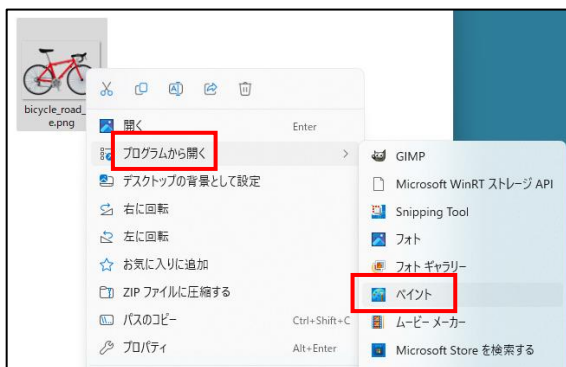 bicycle_road_
e.png
開く Enter
プログラムから開く
デスクトップの背景として設定
右に回転
左に回転
お気に入りに追加
ZIP ファイルに圧縮する
パスのコピー Ctrl+Shift+C
プロパティ Alt+Enter
GIMP
Microsoft WinRT ストレージ API
Snipping Tool
フォト
フォト ギャラリー
ペイント
ムービー メーカー
Microsoft Store を検索する